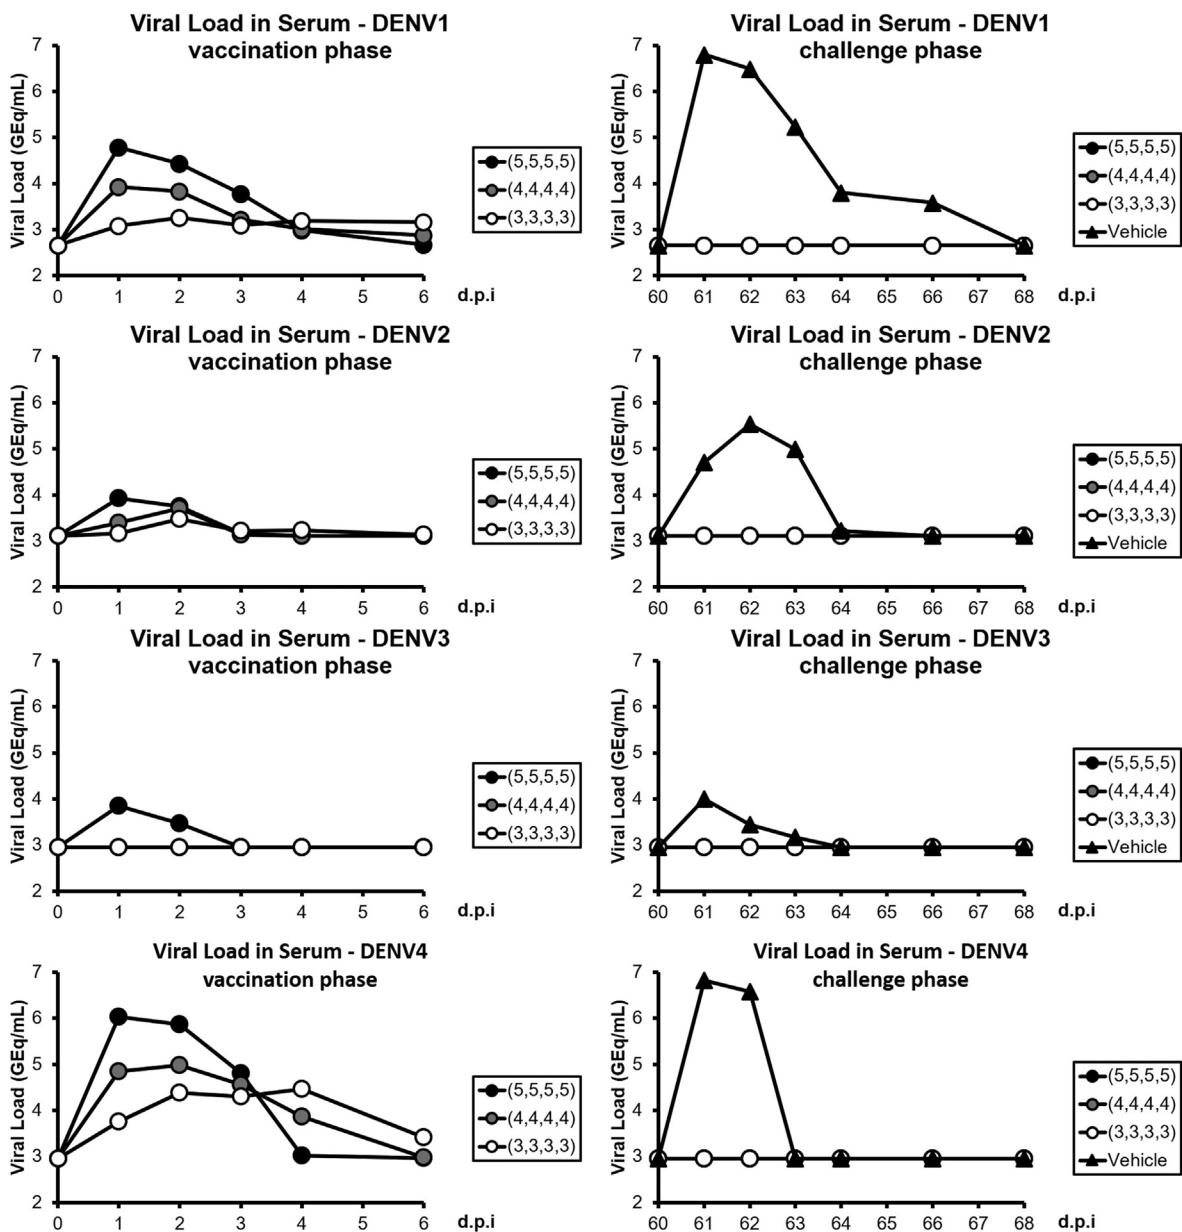 Viral Load in Serum - DENV1
vaccination phase
Viral Load (GEq/mL)
7
6
5
4
3
2
0 1 2 3 4 5 6
d.p.i
(5,5,5,5)
(4,4,4,4)
(3,3,3,3)
Viral Load in Serum - DENV1
challenge phase
Viral Load (GEq/mL)
7
6
5
4
3
2
60 61 62 63 64 65 66 67 68
d.p.i
(5,5,5,5)
(4,4,4,4)
(3,3,3,3)
Vehicle
Viral Load in Serum - DENV2
vaccination phase
Viral Load (GEq/mL)
7
6
5
4
3
2
0 1 2 3 4 5 6
d.p.i
(5,5,5,5)
(4,4,4,4)
(3,3,3,3)
Viral Load in Serum - DENV2
challenge phase
Viral Load (GEq/mL)
7
6
5
4
3
2
60 61 62 63 64 65 66 67 68
d.p.i
(5,5,5,5)
(4,4,4,4)
(3,3,3,3)
Vehicle
Viral Load in Serum - DENV3
vaccination phase
Viral Load (GEq/mL)
7
6
5
4
3
2
0 1 2 3 4 5 6
d.p.i
(5,5,5,5)
(4,4,4,4)
(3,3,3,3)
Viral Load in Serum - DENV3
challenge phase
Viral Load (GEq/mL)
7
6
5
4
3
2
60 61 62 63 64 65 66 67 68
d.p.i
(5,5,5,5)
(4,4,4,4)
(3,3,3,3)
Vehicle
Viral Load in Serum - DENV4
vaccination phase
Viral Load (GEq/mL)
7
6
5
4
3
2
0 1 2 3 4 5 6
d.p.i
(5,5,5,5)
(4,4,4,4)
(3,3,3,3)
Viral Load in Serum - DENV4
challenge phase
Viral Load (GEq/mL)
7
6
5
4
3
2
60 61 62 63 64 65 66 67 68
d.p.i
(5,5,5,5)
(4,4,4,4)
(3,3,3,3)
Vehicle